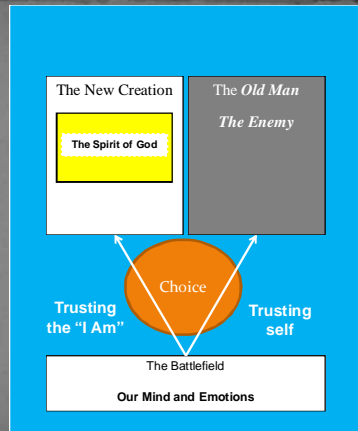 The New Creation
The Spirit of God
The Old Man
The Enemy
Choice
Trusting
the “I Am”
Trusting
self
The Battlefield
Our Mind and Emotions